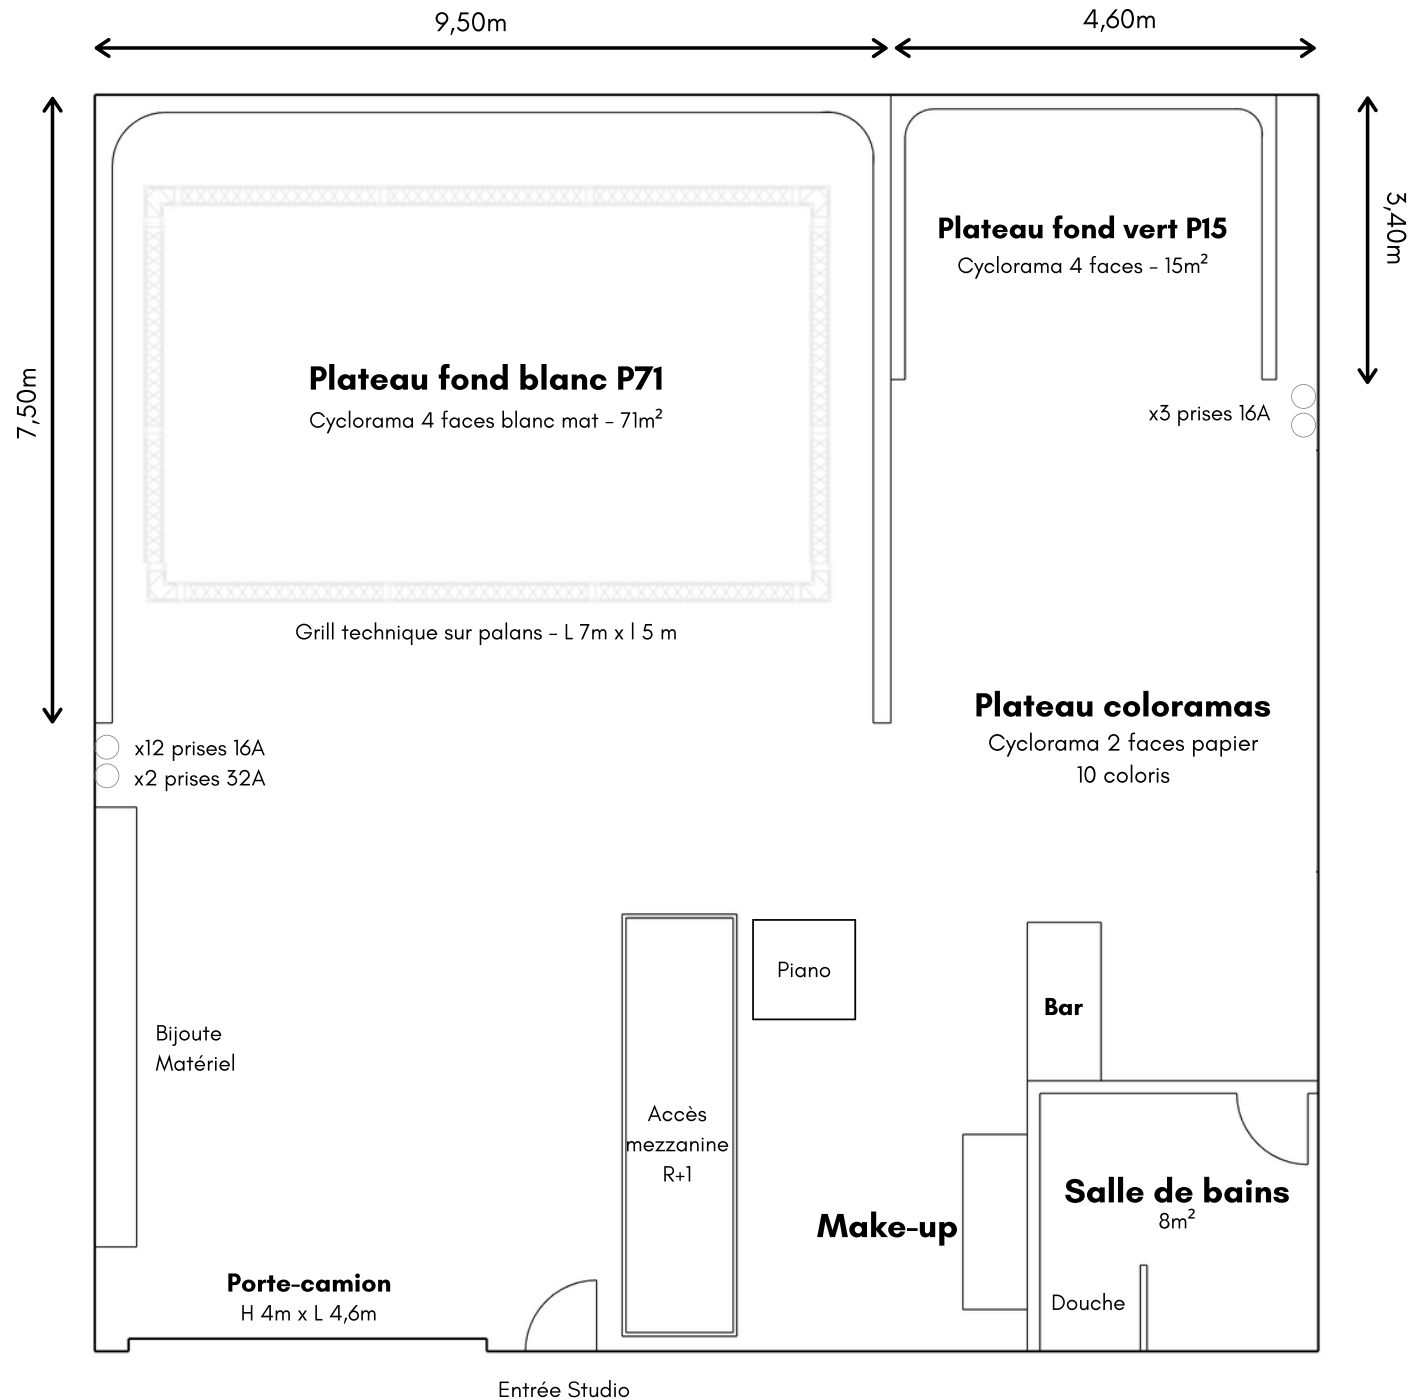 9,50m
4,60m
7,50m
3,40m
Plateau fond vert P15
Cyclorama 4 faces - 15m²
Plateau fond blanc P71
Cyclorama 4 faces blanc mat - 71m²
x3 prises 16A
Grill technique sur palans - L 7m x l 5 m
Plateau coloramas
Cyclorama 2 faces papier
10 coloris
x12 prises 16A
x2 prises 32A
Piano
Bar
Bijoute
Matériel
Accès
mezzanine
R+1
Make-up
Salle de bains
8m²
Douche
Porte-camion
H 4m x L 4,6m
Entrée Studio